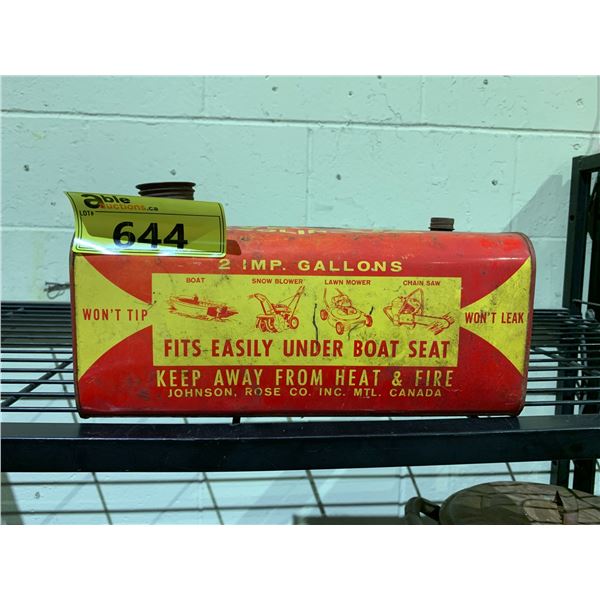 able
auctions.ca
LOT#
644
2 IMP. GALLONS
BOAT SNOW BLOWER LAWN MOWER CHAIN SAW
WON'T TIP WON'T LEAK
FITS EASILY UNDER BOAT SEAT
KEEP AWAY FROM HEAT & FIRE
JOHNSON, ROSE CO. INC. MTL. CANADA